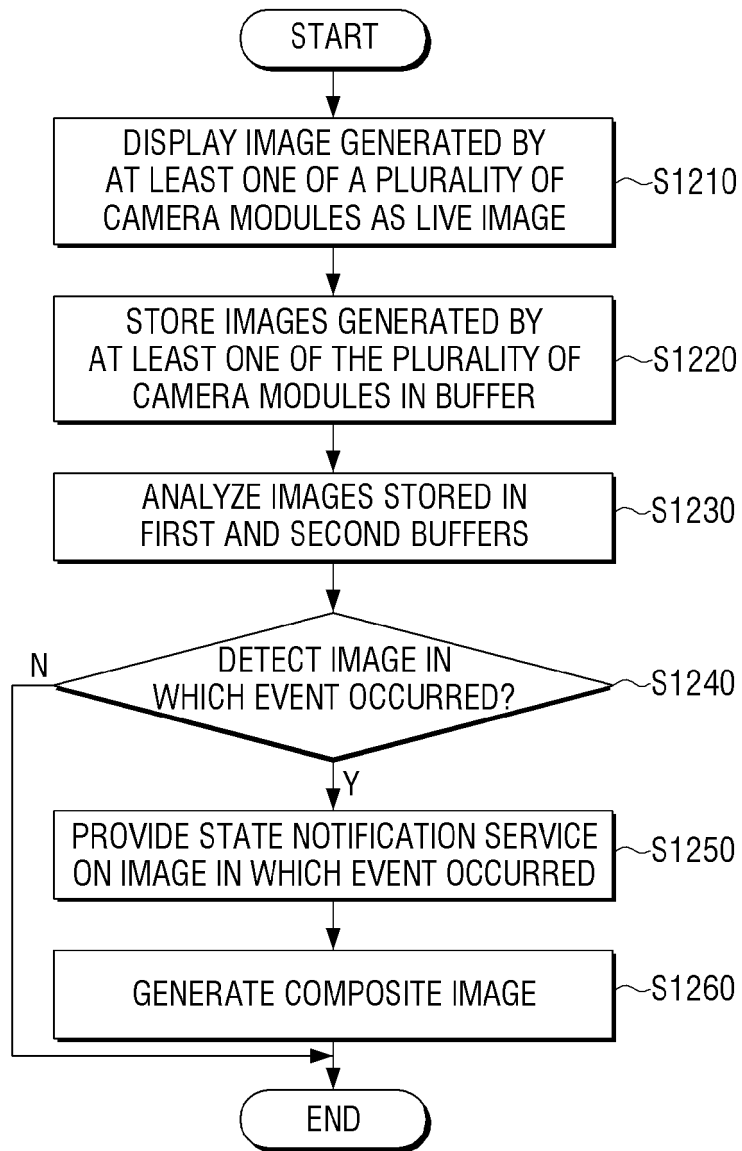 START
DISPLAY IMAGE GENERATED BY
AT LEAST ONE OF A PLURALITY OF
CAMERA MODULES AS LIVE IMAGE
S1210
STORE IMAGES GENERATED BY
AT LEAST ONE OF THE PLURALITY OF
CAMERA MODULES IN BUFFER
S1220
ANALYZE IMAGES STORED IN
FIRST AND SECOND BUFFERS
S1230
N
DETECT IMAGE IN
WHICH EVENT OCCURRED?
S1240
Y
PROVIDE STATE NOTIFICATION SERVICE
ON IMAGE IN WHICH EVENT OCCURRED
S1250
GENERATE COMPOSITE IMAGE
S1260
END